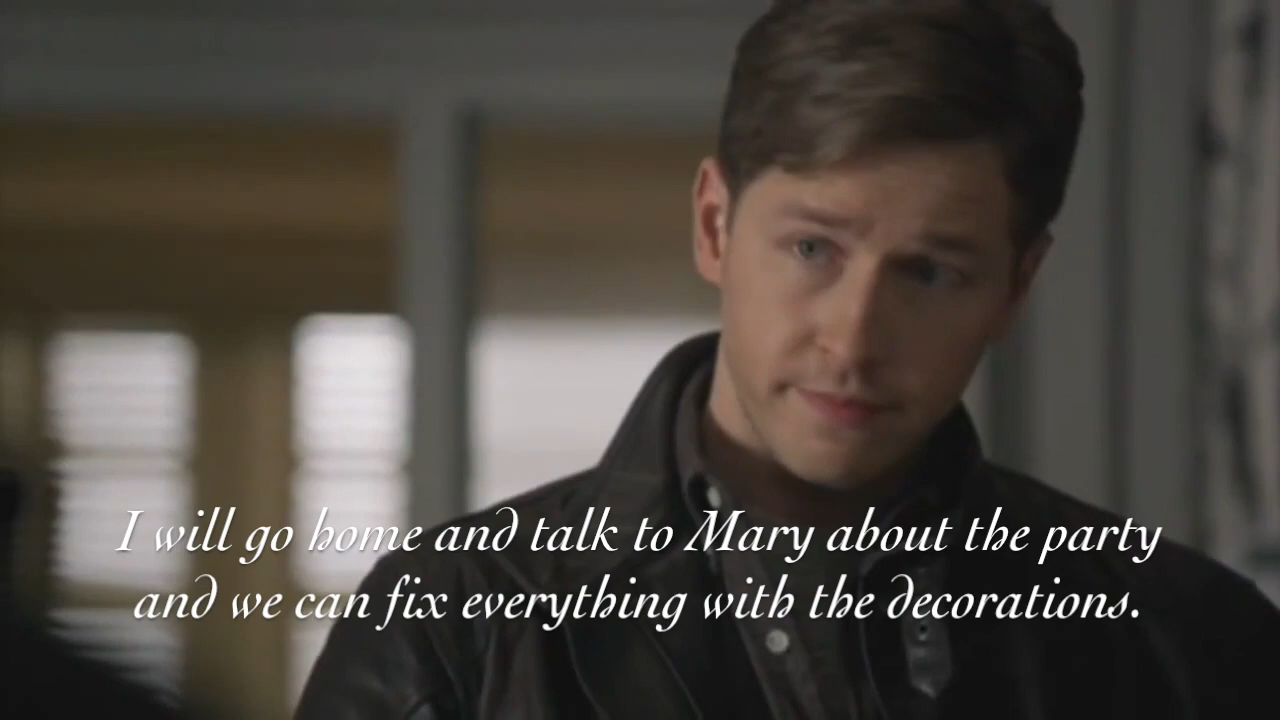 I will go home and talk to Mary about the party
and we can fix everything with the decorations.